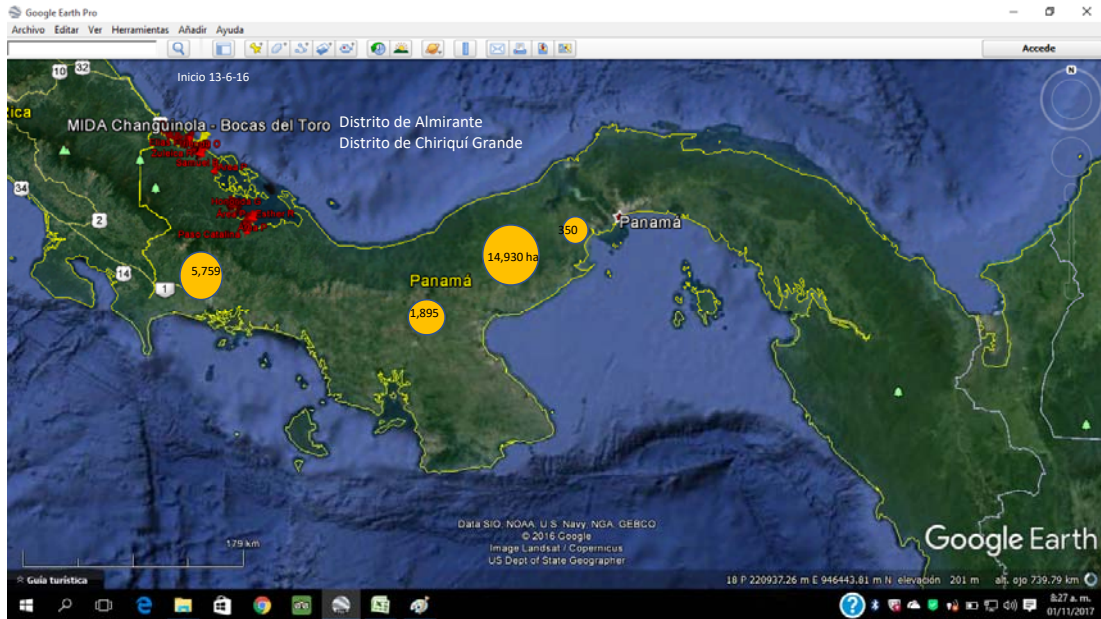 Google Earth Pro
Archivo Editar Ver Herramientas Añadir Ayuda
Accede
10
32
Inicio 13-6-16
N
ica
MIDA Changuinola - Bocas del Toro
Distrito de Almirante
Distrito de Chiriquí Grande
34
2
350
Panamá
14,930 ha
5,759
14
1
Panamá
1,895
Data SIO, NOAA, U.S. Navy, NGA, GEBCO
© 2016 Google
Image Landsat / Copernicus
US Dept of State Geographer
Google Earth
179 km
Guía turística
18 P 220937.26 m E 946443.81 m N elevación 201 m alt. ojo 739.79 km
8:27 a. m.
01/11/2017